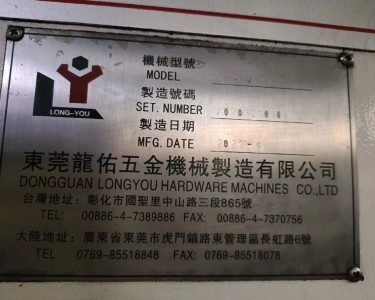 機械型號
MODEL
製造號碼
SET. NUMBER
製造日期
MFG. DATE
LONG-YOU
東莞龍佑五金機械製造有限公司
DONGGUAN LONGYOU HARDWARE MACHINES CO.,LTD
台灣地址：彰化市國聖里中山路三段865號
TEL: 00886-4-7389886 FAX: 00886-4-7370756
大陸地址：廣東省東莞市虎門鎮路東管理區長虹路6號
TEL: 0769-85518848 FAX: 0769-85518078